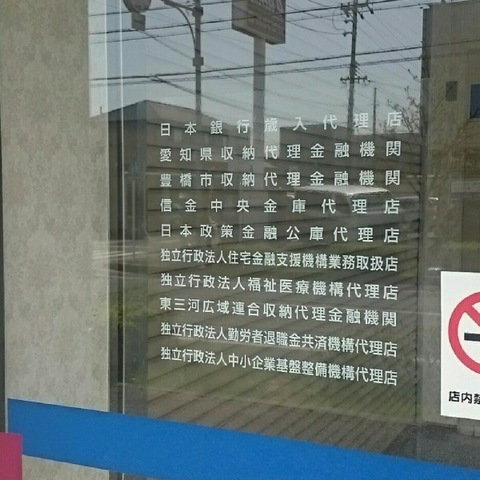 日本銀行歳入代理店
愛知県収納代理金融機関
豊橋市収納代理金融機関
信金中央金庫代理店
日本政策金融公庫代理店
独立行政法人住宅金融支援機構業務取扱店
独立行政法人福祉医療機構代理店
東三河広域連合収納代理金融機関
独立行政法人勤労者退職金共済機構代理店
独立行政法人中小企業基盤整備機構代理店
店内禁